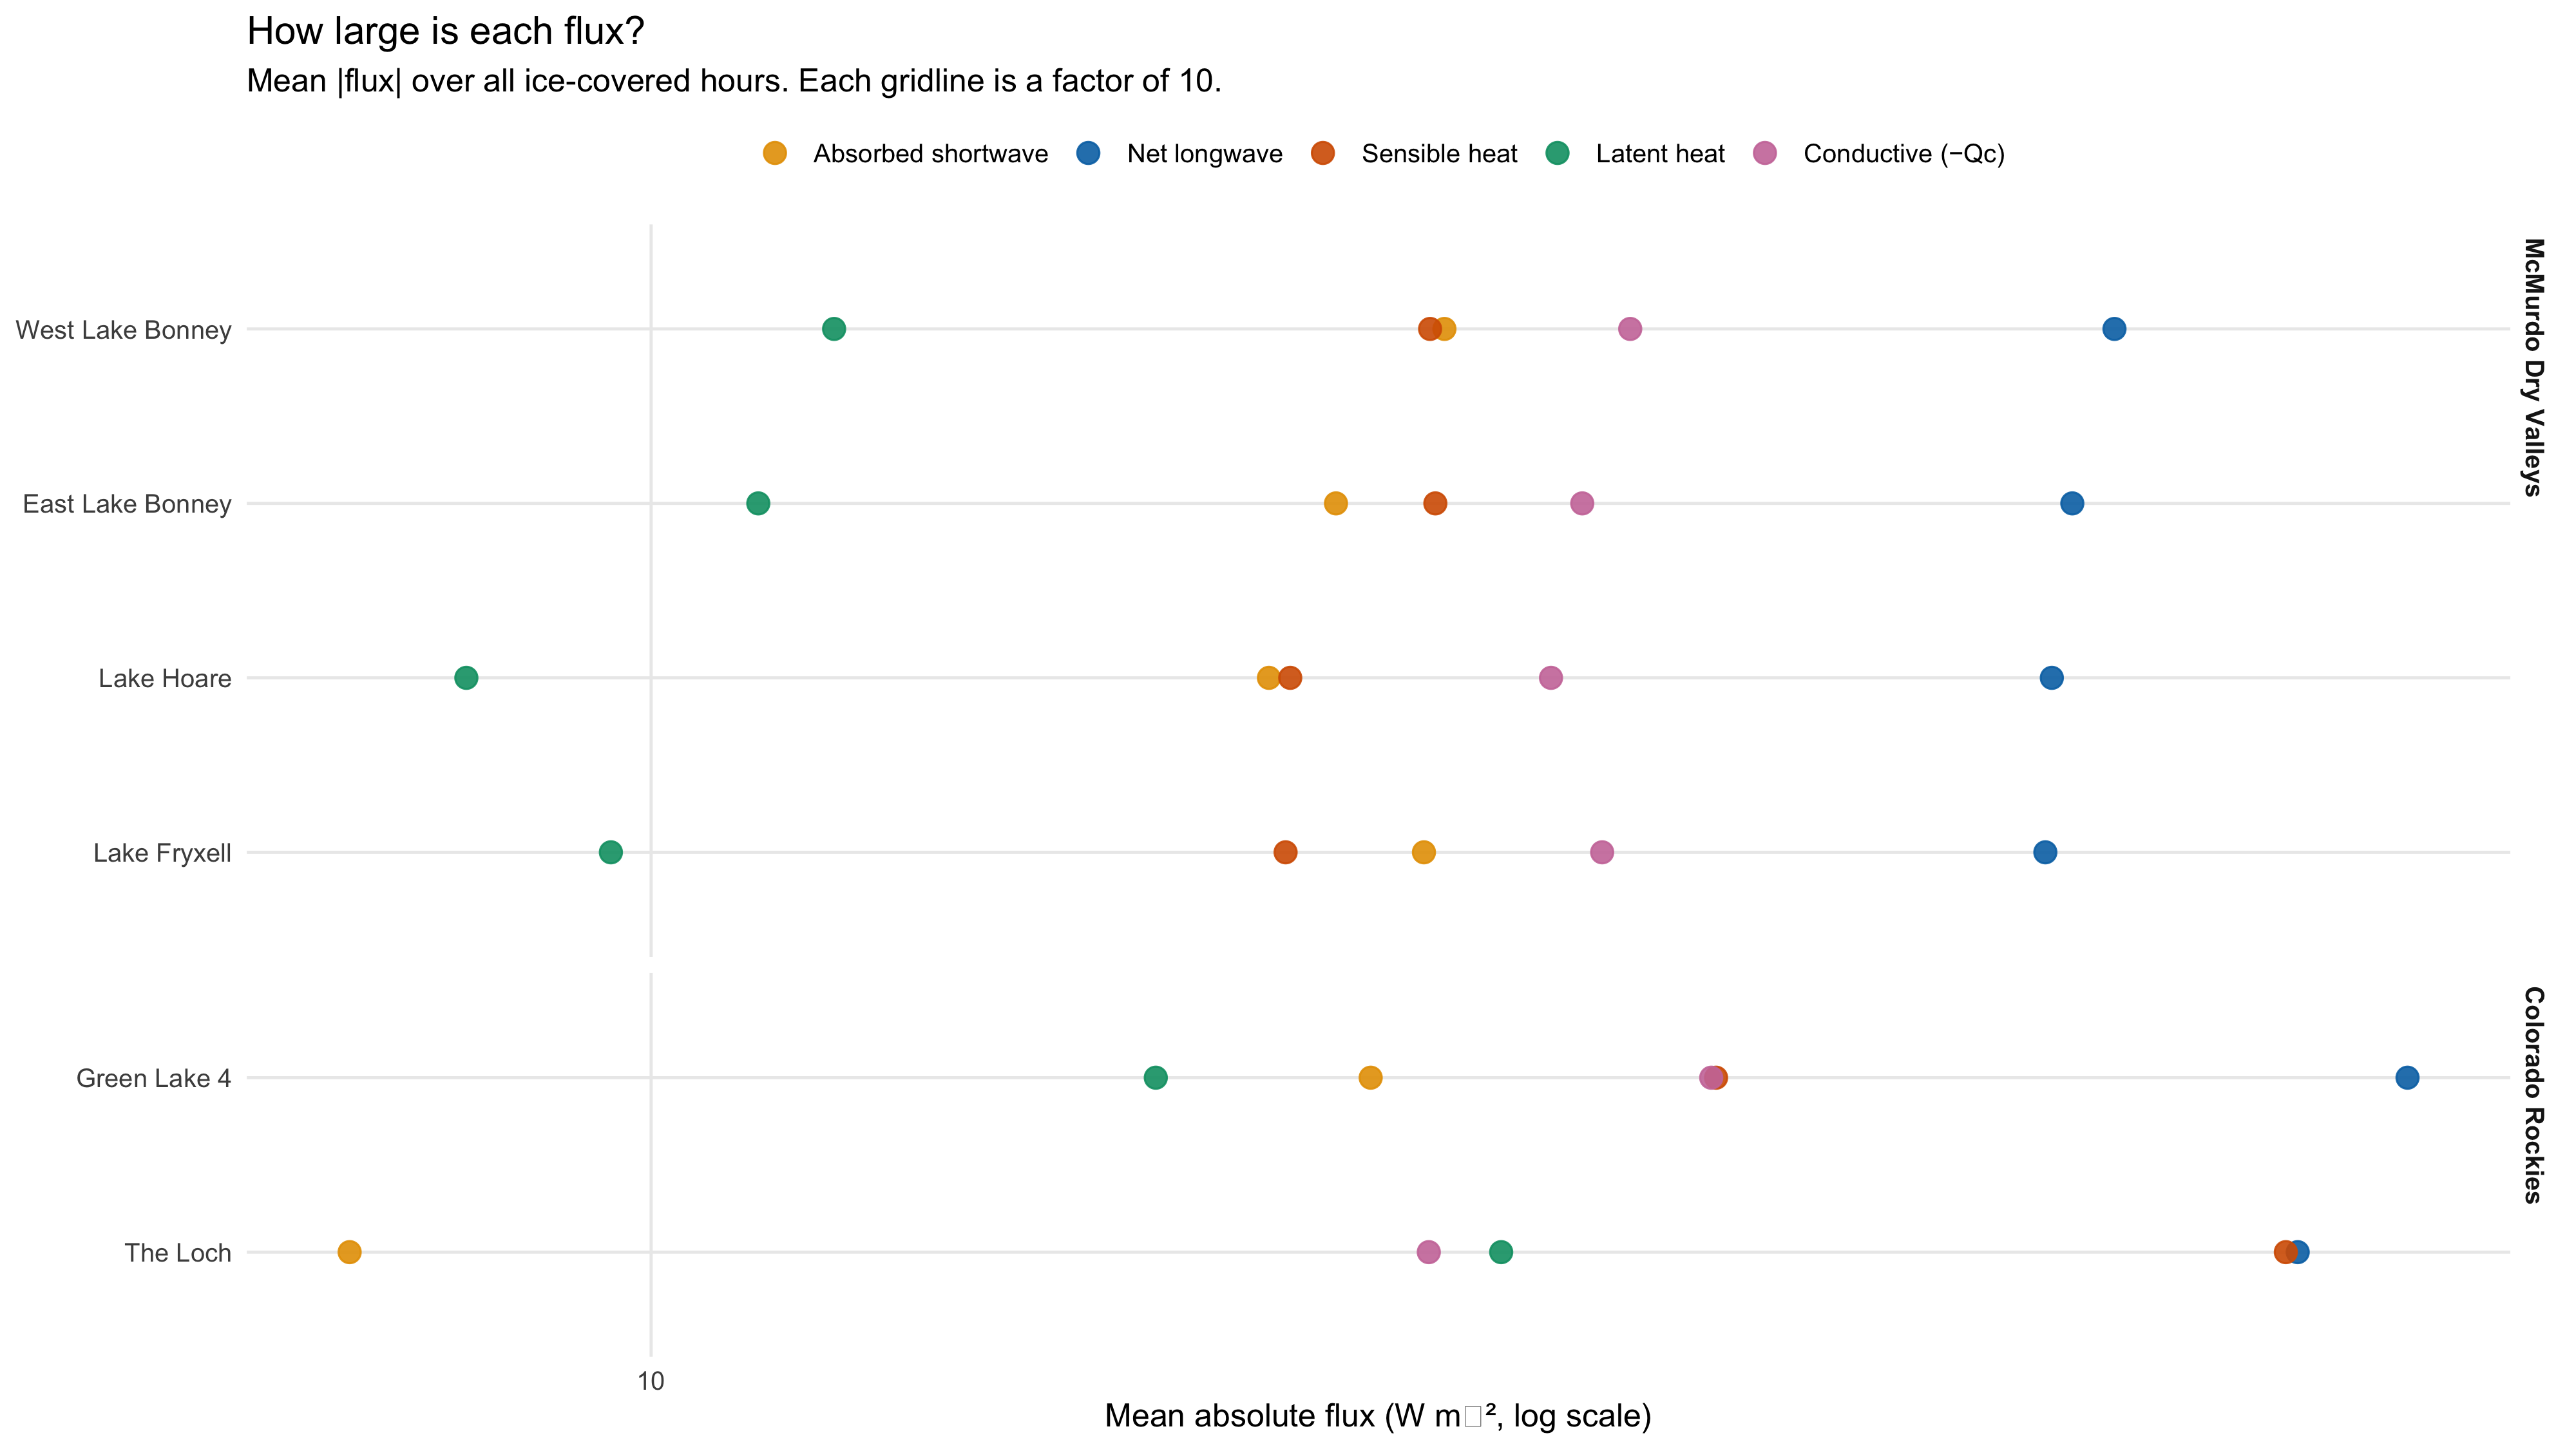 How large is each flux?
Mean |flux| over all ice-covered hours. Each gridline is a factor of 10.
Absorbed shortwave Net longwave Sensible heat Latent heat Conductive (−Qc)
McMurdo Dry Valleys
West Lake Bonney
East Lake Bonney
Lake Hoare
Lake Fryxell
Colorado Rockies
Green Lake 4
The Loch
10
Mean absolute flux (W m□², log scale)